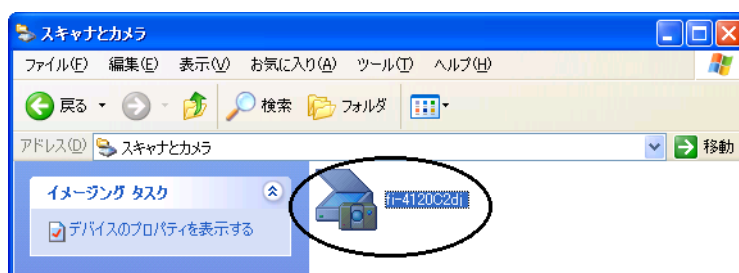 スキャナとカメラ
ファイル(F) 編集(E) 表示(V) お気に入り(A) ツール(T) ヘルプ(H)
戻る 検索 フォルダ
アドレス(D) スキャナとカメラ 移動
イメージング タスク
デバイスのプロパティを表示する
fi-4120C2dj